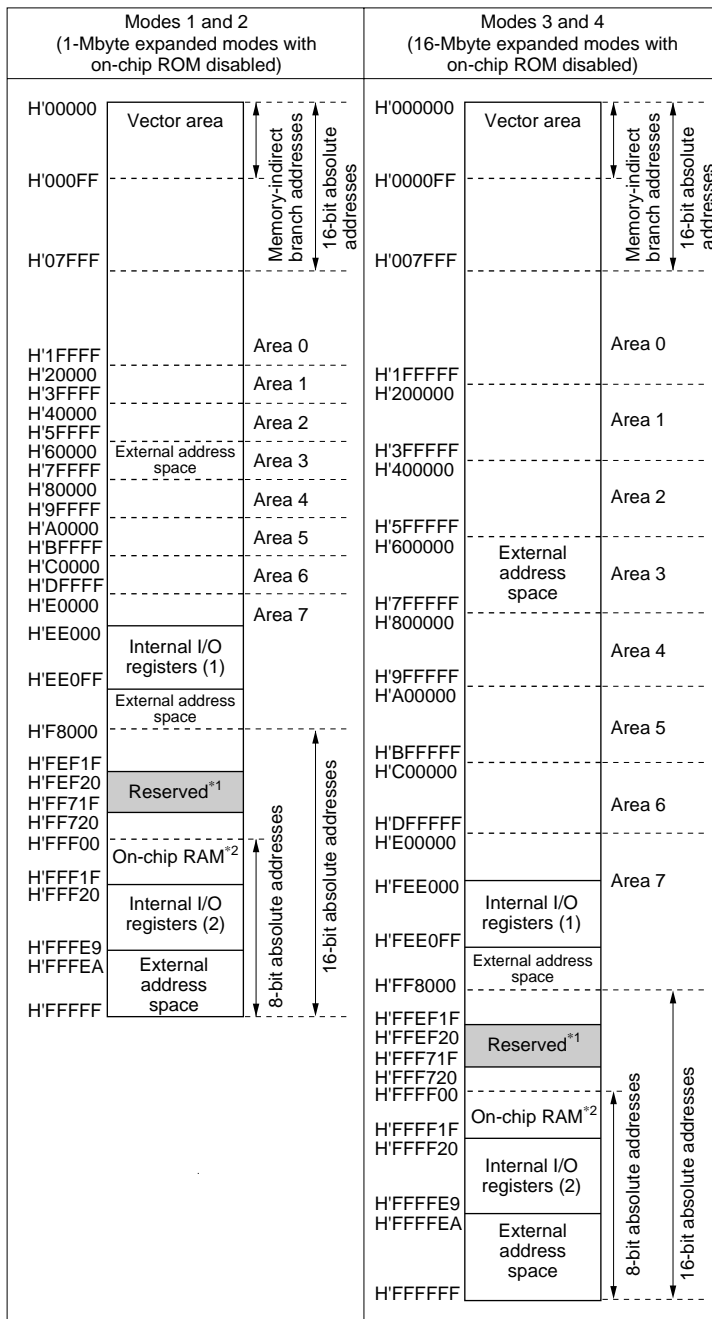 Modes 1 and 2
(1-Mbyte expanded modes with
on-chip ROM disabled)
H'00000
Vector area
H'000FF
H'07FFF
Memory-indirect
branch addresses
16-bit absolute
addresses
H'1FFFF
Area 0
H'20000
H'3FFFF
Area 1
H'40000
H'5FFFF
Area 2
H'60000
H'7FFFF
External address
space
Area 3
H'80000
H'9FFFF
Area 4
H'A0000
H'BFFFF
Area 5
H'C0000
H'DFFFF
Area 6
H'E0000
Area 7
H'EE000
Internal I/O
registers (1)
H'EE0FF
External address
space
H'F8000
H'FEF1F
H'FEF20
Reserved*1
H'FF71F
H'FF720
H'FFF00
On-chip RAM*2
H'FFF1F
H'FFF20
Internal I/O
registers (2)
H'FFFE9
H'FFFEA
External
address
space
H'FFFFF
8-bit absolute addresses
16-bit absolute addresses
Modes 3 and 4
(16-Mbyte expanded modes with
on-chip ROM disabled)
H'000000
Vector area
H'0000FF
H'007FFF
Memory-indirect
branch addresses
16-bit absolute
addresses
Area 0
H'1FFFFF
H'200000
Area 1
H'3FFFFF
H'400000
Area 2
H'5FFFFF
H'600000
External
address
space
Area 3
H'7FFFFF
H'800000
Area 4
H'9FFFFF
H'A00000
Area 5
H'BFFFFF
H'C00000
Area 6
H'DFFFFF
H'E00000
Area 7
H'FEE000
Internal I/O
registers (1)
H'FEE0FF
External address
space
H'FF8000
H'FFEF1F
H'FFEF20
Reserved*1
H'FFF71F
H'FFF720
H'FFFF00
On-chip RAM*2
H'FFFF1F
H'FFFF20
Internal I/O
registers (2)
H'FFFFE9
H'FFFFEA
External
address
space
H'FFFFFF
8-bit absolute addresses
16-bit absolute addresses